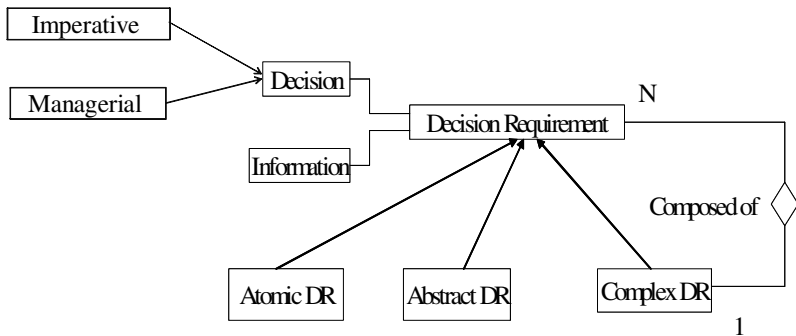 Imperative
Managerial
Decision
N
Decision Requirement
Information
Composed of
Atomic DR
Abstract DR
Complex DR
1